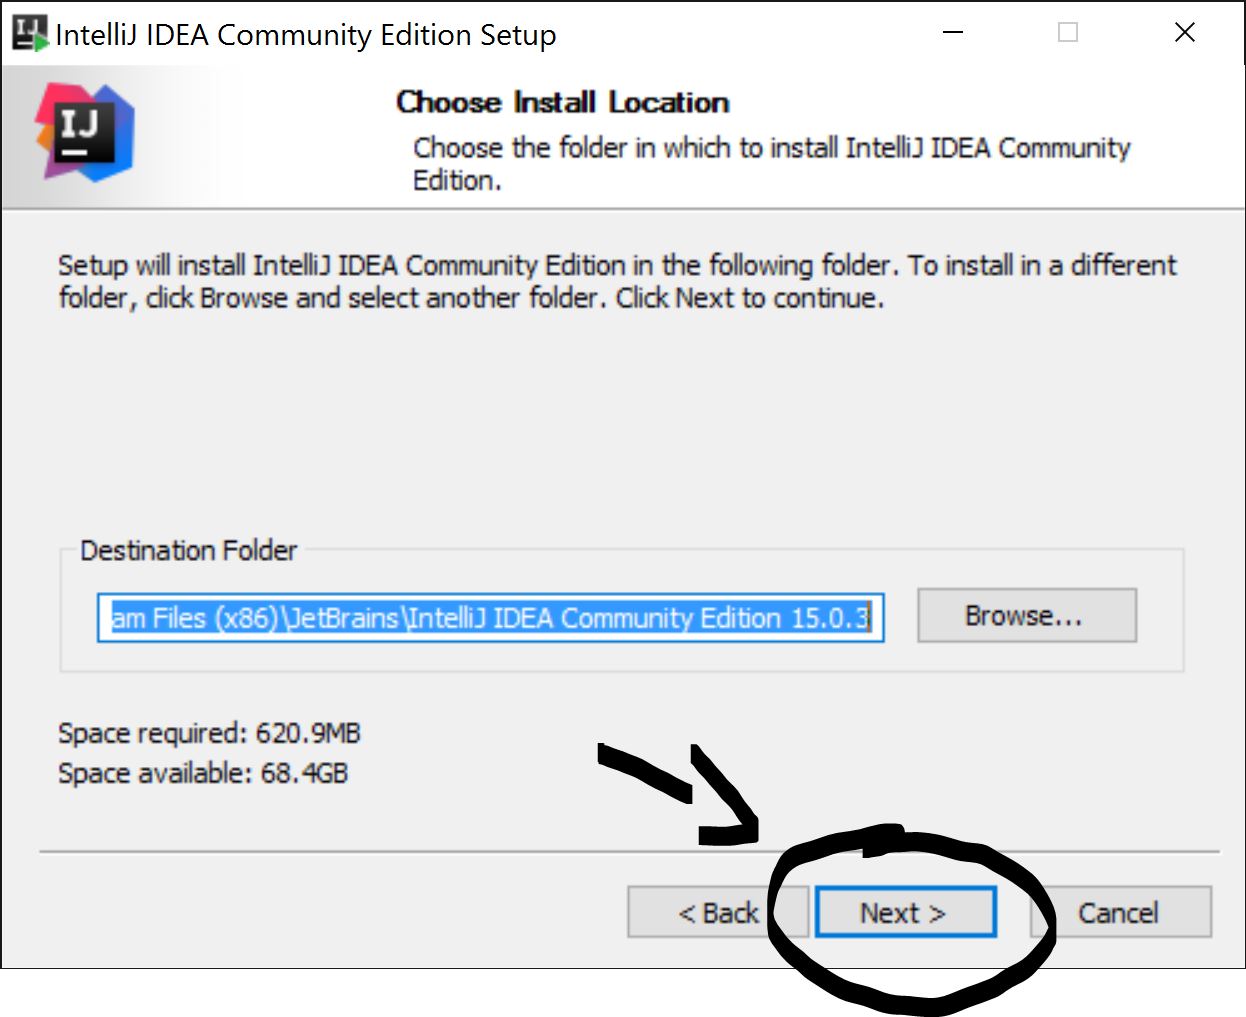 IntelliJ IDEA Community Edition Setup
IJ
Choose Install Location
Choose the folder in which to install IntelliJ IDEA Community
Edition.
Setup will install IntelliJ IDEA Community Edition in the following folder. To install in a different
folder, click Browse and select another folder. Click Next to continue.
Destination Folder
am Files (x86)\JetBrains\IntelliJ IDEA Community Edition 15.0.3
Browse...
Space required: 620.9MB
Space available: 68.4GB
< Back
Next >
Cancel